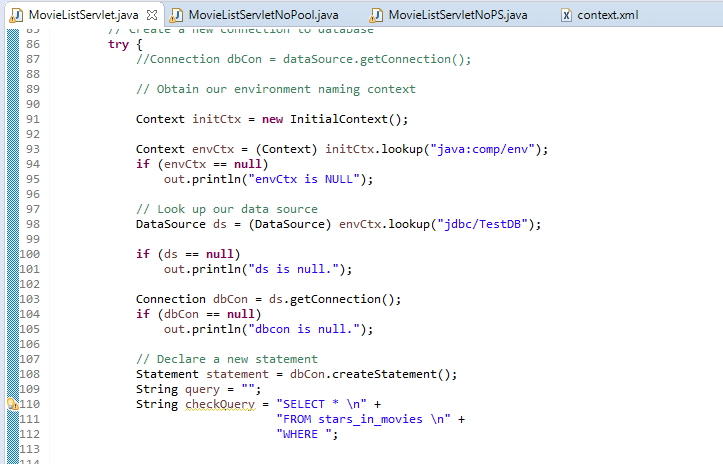 MovieListServlet.java MovieListServletNoPool.java MovieListServletNoPS.java context.xml
85 // Create a new connection to database
86 try {
87 //Connection dbCon = dataSource.getConnection();
88
89 // Obtain our environment naming context
90
91 Context initCtx = new InitialContext();
92
93 Context envCtx = (Context) initCtx.lookup("java:comp/env");
94 if (envCtx == null)
95 out.println("envCtx is NULL");
96
97 // Look up our data source
98 DataSource ds = (DataSource) envCtx.lookup("jdbc/TestDB");
99
100 if (ds == null)
101 out.println("ds is null.");
102
103 Connection dbCon = ds.getConnection();
104 if (dbCon == null)
105 out.println("dbcon is null.");
106
107 // Declare a new statement
108 Statement statement = dbCon.createStatement();
109 String query = "";
110 String checkQuery = "SELECT * \n" +
111 "FROM stars_in_movies \n" +
112 "WHERE ";
113
114